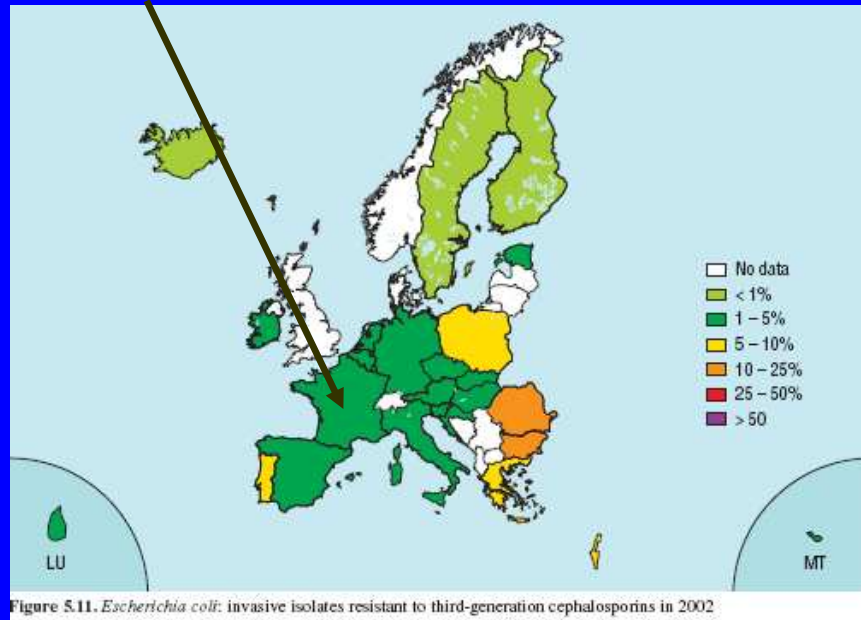 No data
< 1%
1 – 5%
5 – 10%
10 – 25%
25 – 50%
> 50
LU
MT
Figure 5.11. Escherichia coli: invasive isolates resistant to third-generation cephalosporins in 2002